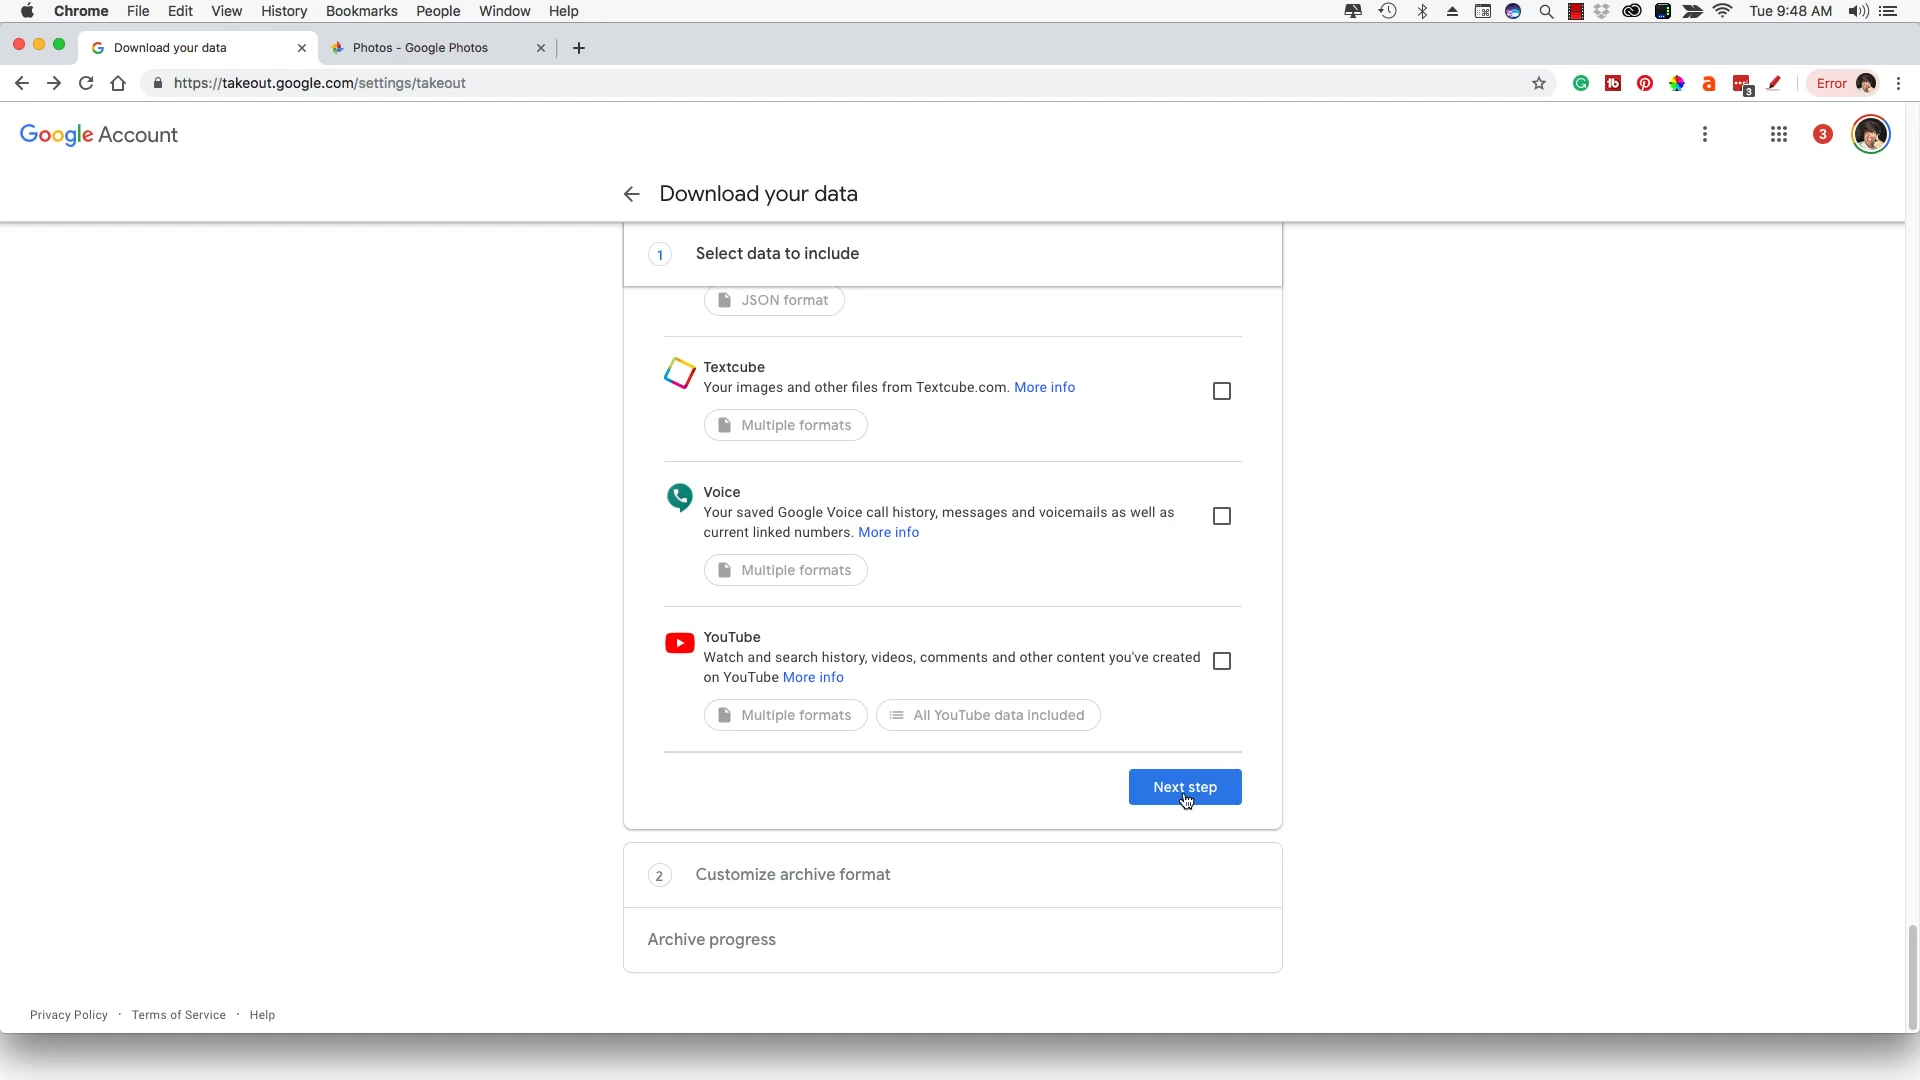 Chrome File Edit View History Bookmarks People Window Help
Tue 9:48 AM
Download your data
Photos - Google Photos
https://takeout.google.com/settings/takeout
Error
3
Google Account
3
Download your data
1 Select data to include
JSON format
Textcube
Your images and other files from Textcube.com. More info
Multiple formats
Voice
Your saved Google Voice call history, messages and voicemails as well as
current linked numbers. More info
Multiple formats
YouTube
Watch and search history, videos, comments and other content you've created
on YouTube More info
Multiple formats
All YouTube data included
Next step
2 Customize archive format
Archive progress
Privacy Policy · Terms of Service · Help